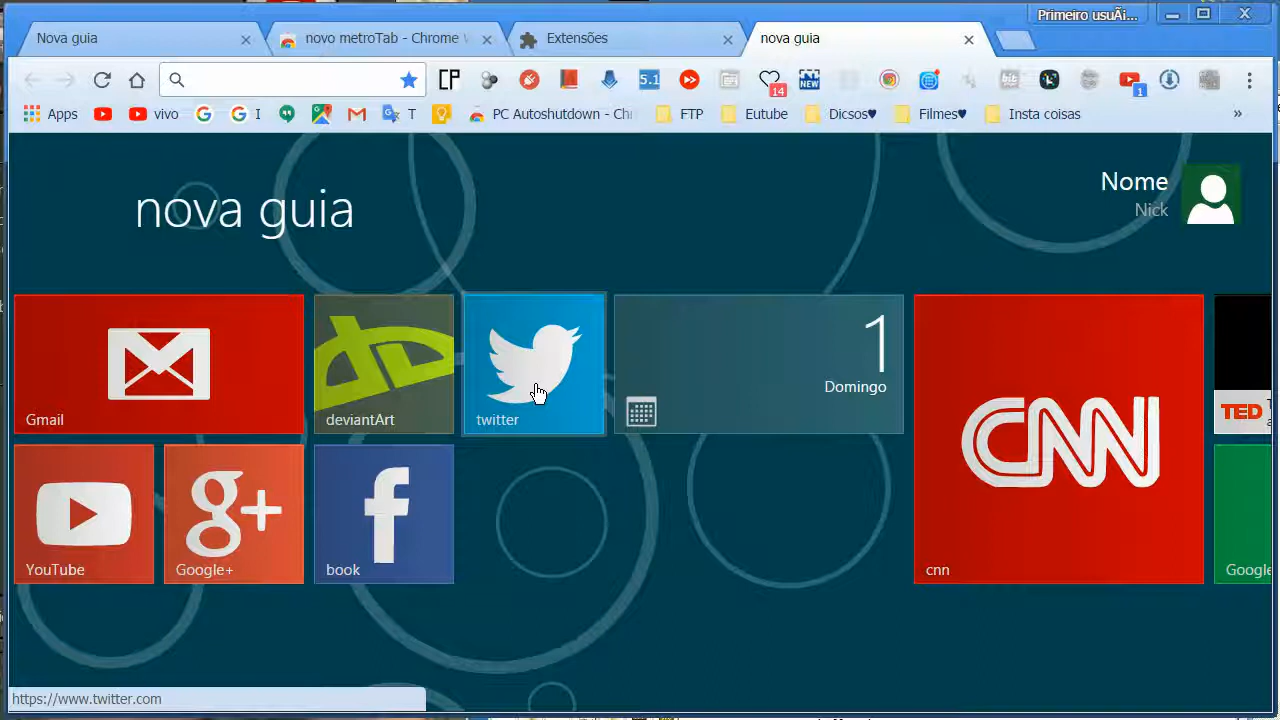 Primeiro usuÃi...
Nova guia
novo metroTab - Chrome
Extensões
nova guia
CP
5.1
14
NEW
1
Apps
vivo
G
G I
T
PC Autoshutdown - Chr
FTP
Eutube
Dicsos♥
Filmes♥
Insta coisas
»
nova guia
Nome
Nick
Gmail
deviantArt
twitter
1
Domingo
CNN
cnn
TED
YouTube
g+
Google+
f
book
Google
https://www.twitter.com